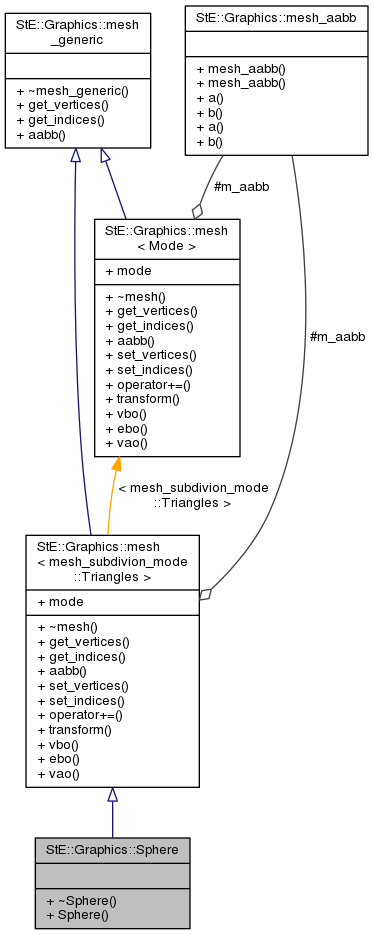 StE::Graphics::mesh
_generic
+ ~mesh_generic()
+ get_vertices()
+ get_indices()
+ aabb()
StE::Graphics::mesh_aabb
+ mesh_aabb()
+ mesh_aabb()
+ a()
+ b()
+ a()
+ b()
#m_aabb
StE::Graphics::mesh
< Mode >
+ mode
+ ~mesh()
+ get_vertices()
+ get_indices()
+ aabb()
+ set_vertices()
+ set_indices()
+ operator+=()
+ transform()
+ vbo()
+ ebo()
+ vao()
#m_aabb
< mesh_subdivion_mode
::Triangles >
StE::Graphics::mesh
< mesh_subdivion_mode
::Triangles >
+ mode
+ ~mesh()
+ get_vertices()
+ get_indices()
+ aabb()
+ set_vertices()
+ set_indices()
+ operator+=()
+ transform()
+ vbo()
+ ebo()
+ vao()
StE::Graphics::Sphere
+ ~Sphere()
+ Sphere()